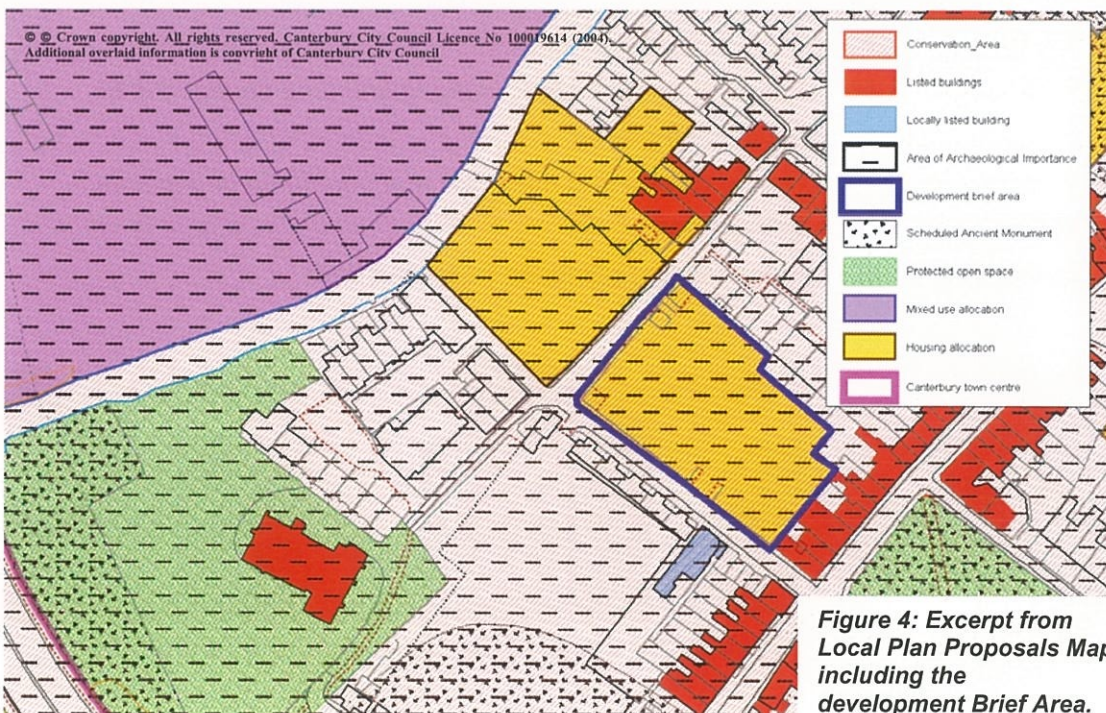 © © Crown copyright. All rights reserved. Canterbury City Council Licence No 100019614 (2004).
Additional overlaid information is copyright of Canterbury City Council
Conservation_Area
Listed buildings
Locally listed building
Area of Archaeological Importance
Development brief area
Scheduled Ancient Monument
Protected open space
Mixed use allocation
Housing allocation
Canterbury town centre
Figure 4: Excerpt from
Local Plan Proposals Map
including the
development Brief Area.